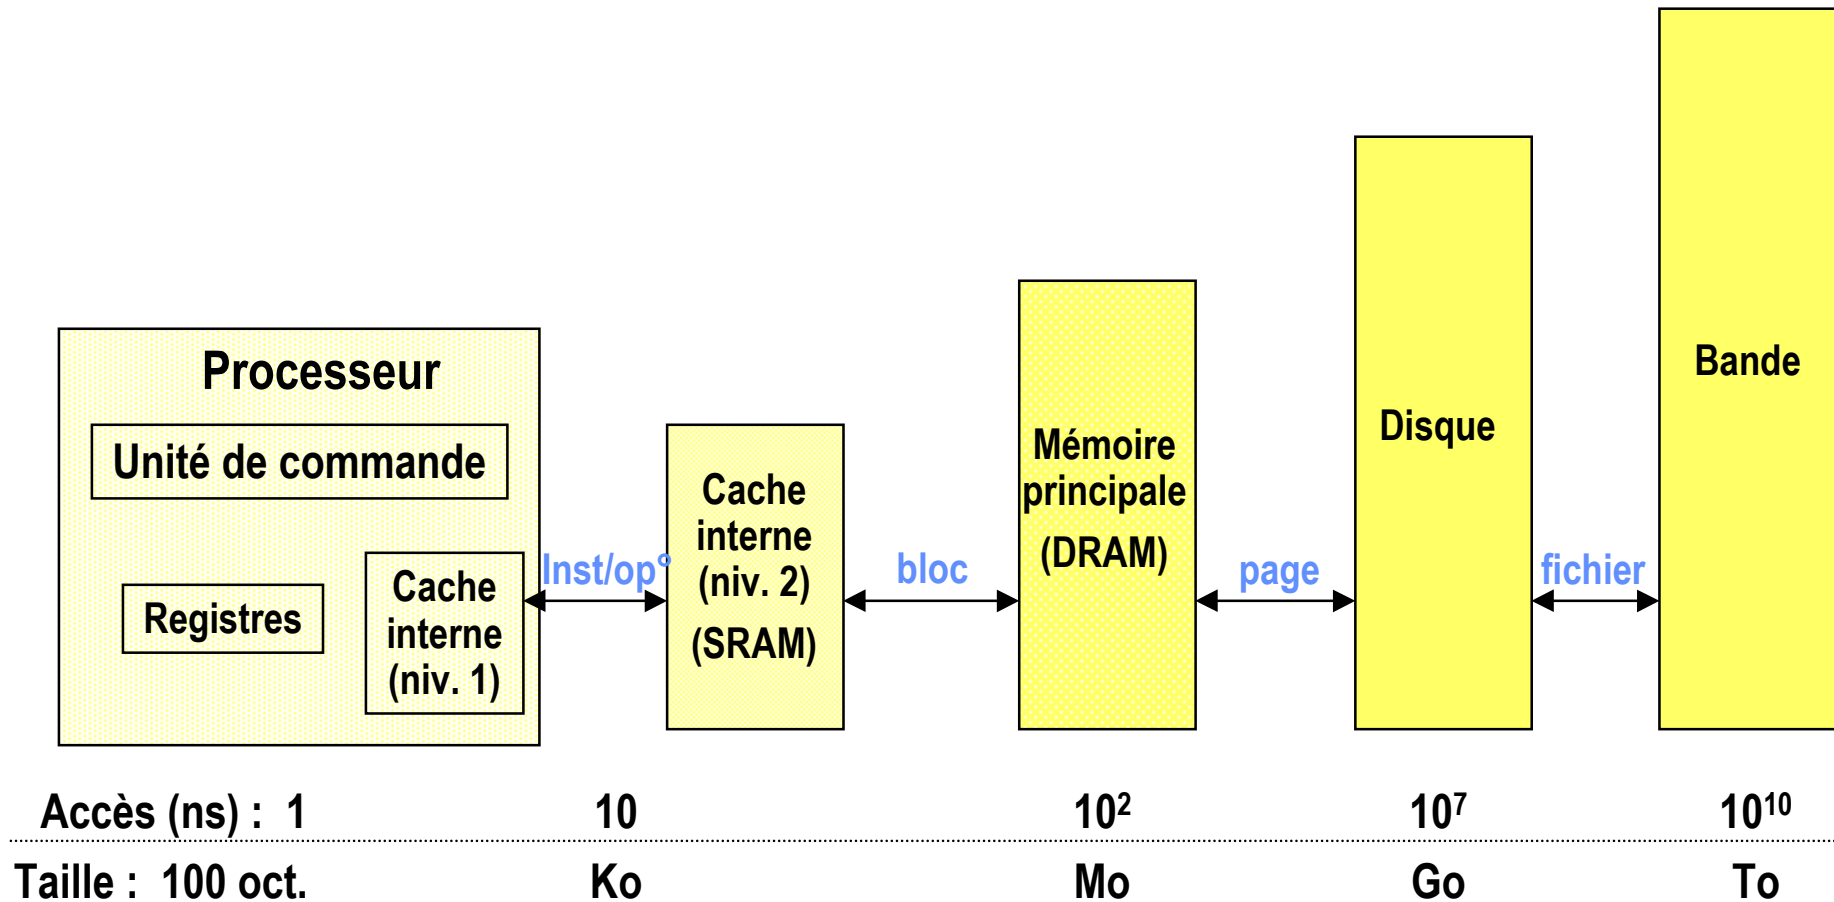 Processeur
Unité de commande
Registres
Cache
interne
(niv. 1)
Inst/op°
Cache
interne
(niv. 2)
(SRAM)
bloc
Mémoire
principale
(DRAM)
page
Disque
fichier
Bande
Accès (ns) : 1 10 10² 10⁷ 10¹⁰
Taille : 100 oct. Ko Mo Go To